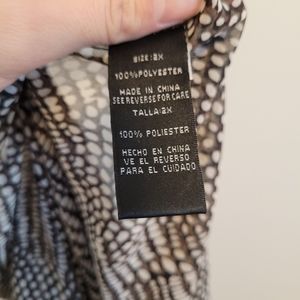 SIZE: 2X
100% POLYESTER
MADE IN CHINA
SEE REVERSE FOR CARE
TALLA: 2X
100% POLIESTER
HECHO EN CHINA
VE EL REVERSO
PARA EL CUIDADO